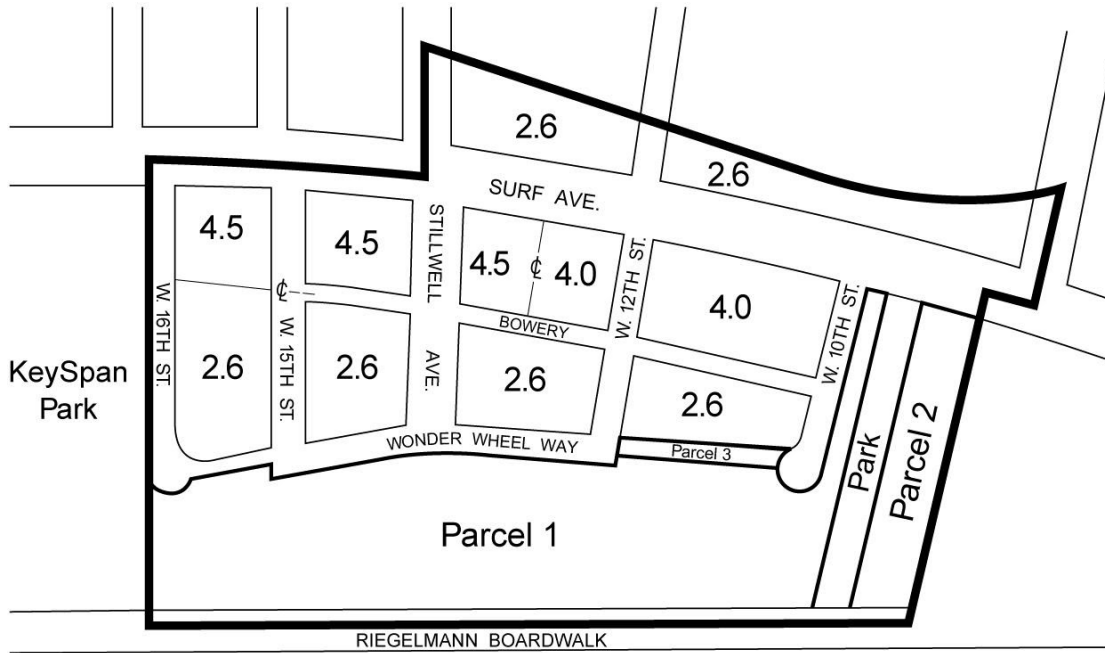 2.6
2.6
SURF AVE.
4.5
4.5
STILLWELL
AVE.
4.5
℄
4.0
W. 12TH ST.
4.0
W. 10TH ST.
W. 16TH ST.
℄
W. 15TH ST.
BOWERY
KeySpan
Park
2.6
2.6
2.6
2.6
WONDER WHEEL WAY
Parcel 3
Park
Parcel 2
Parcel 1
RIEGELMANN BOARDWALK